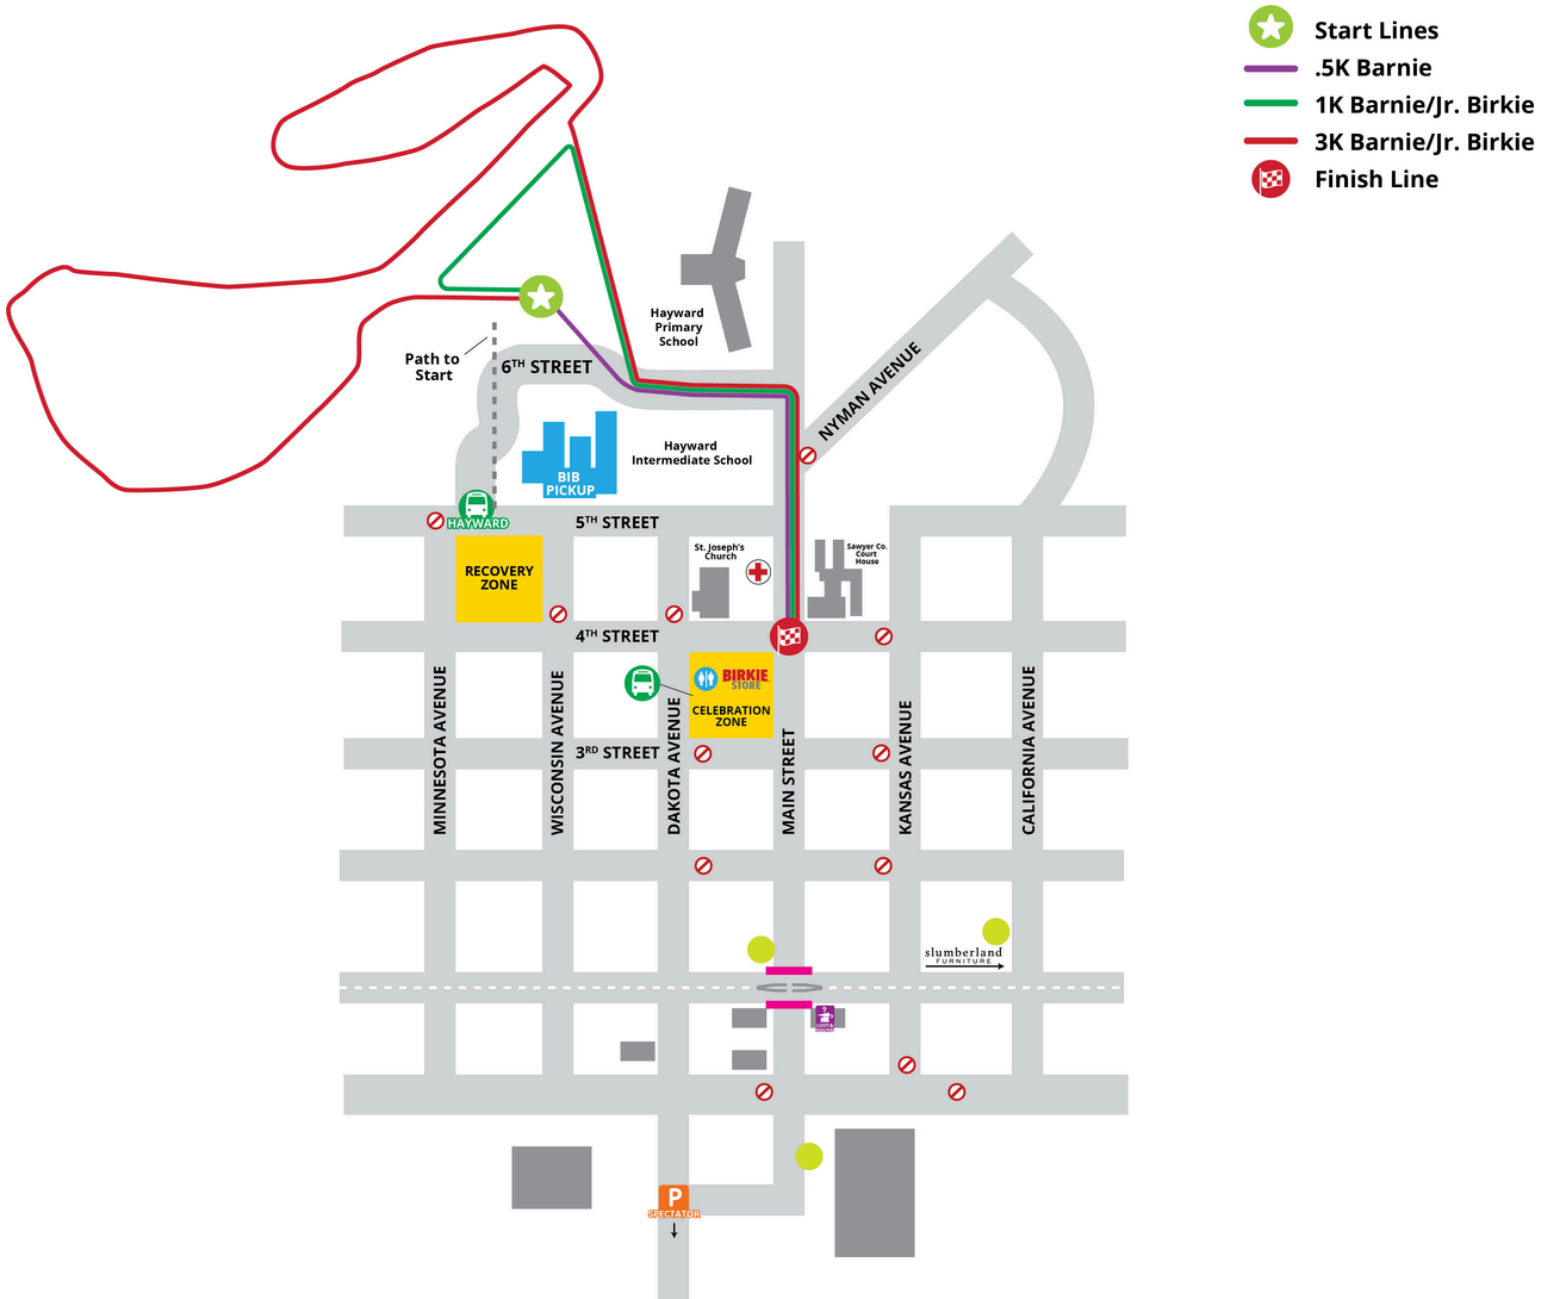 Start Lines
.5K Barnie
1K Barnie/Jr. Birkie
3K Barnie/Jr. Birkie
Finish Line
Hayward
Primary
School
Path to
Start
6TH STREET
NYMAN AVENUE
Hayward
Intermediate School
BIB
PICKUP
HAYWARD
5TH STREET
St. Joseph's
Church
Sawyer Co.
Court
House
RECOVERY
ZONE
4TH STREET
BIRKIE
STORE
CELEBRATION
ZONE
MINNESOTA AVENUE
WISCONSIN AVENUE
DAKOTA AVENUE
MAIN STREET
KANSAS AVENUE
CALIFORNIA AVENUE
3RD STREET
slumberland
FURNITURE
P
SPECTATOR